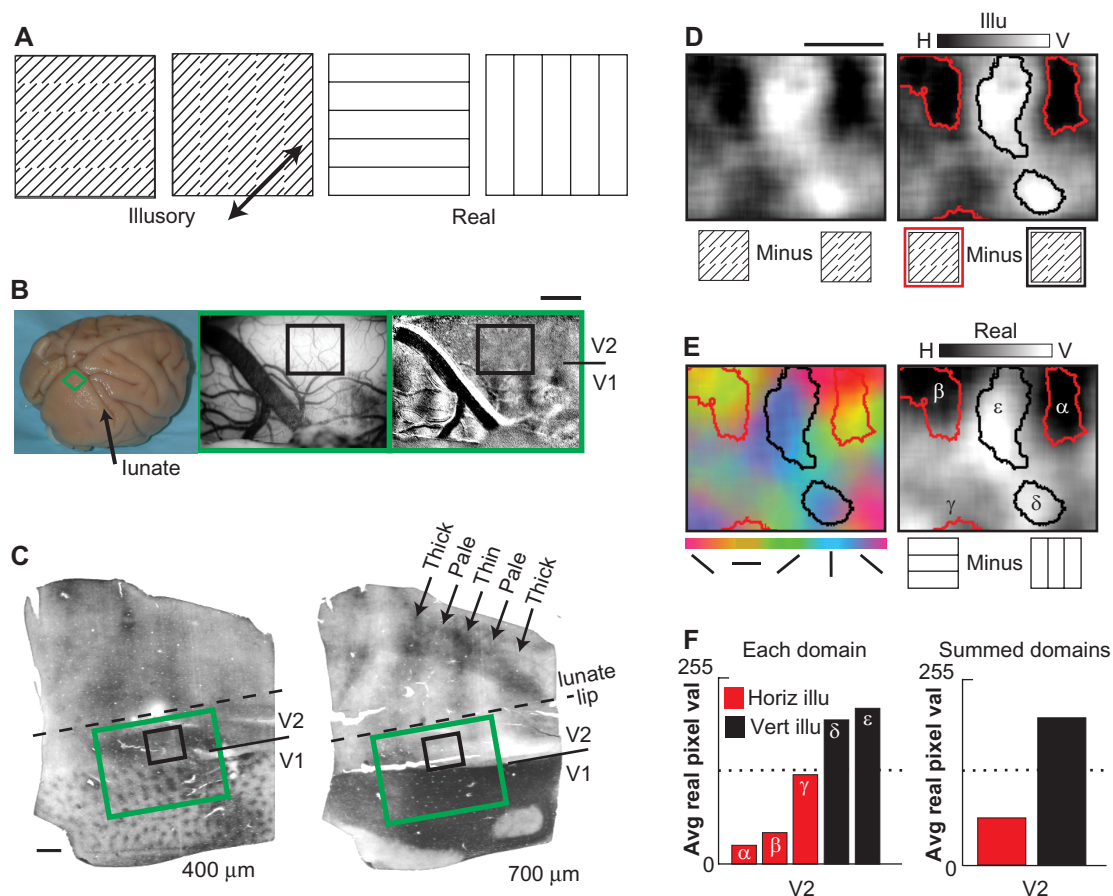 A
Illusory
Real
B
lunate
V2
V1
C
Thick
Pale
Thin
Pale
Thick
lunate
lip
V2
V1
400 μm
V2
V1
700 μm
D
Illu
H V
Minus
Minus
E
Real
H V
β
ε
α
γ
δ
Minus
F
Each domain
Summed domains
255
Avg real pixel val
0
Horiz illu
Vert illu
α
β
γ
δ
ε
V2
255
Avg real pixel val
0
V2